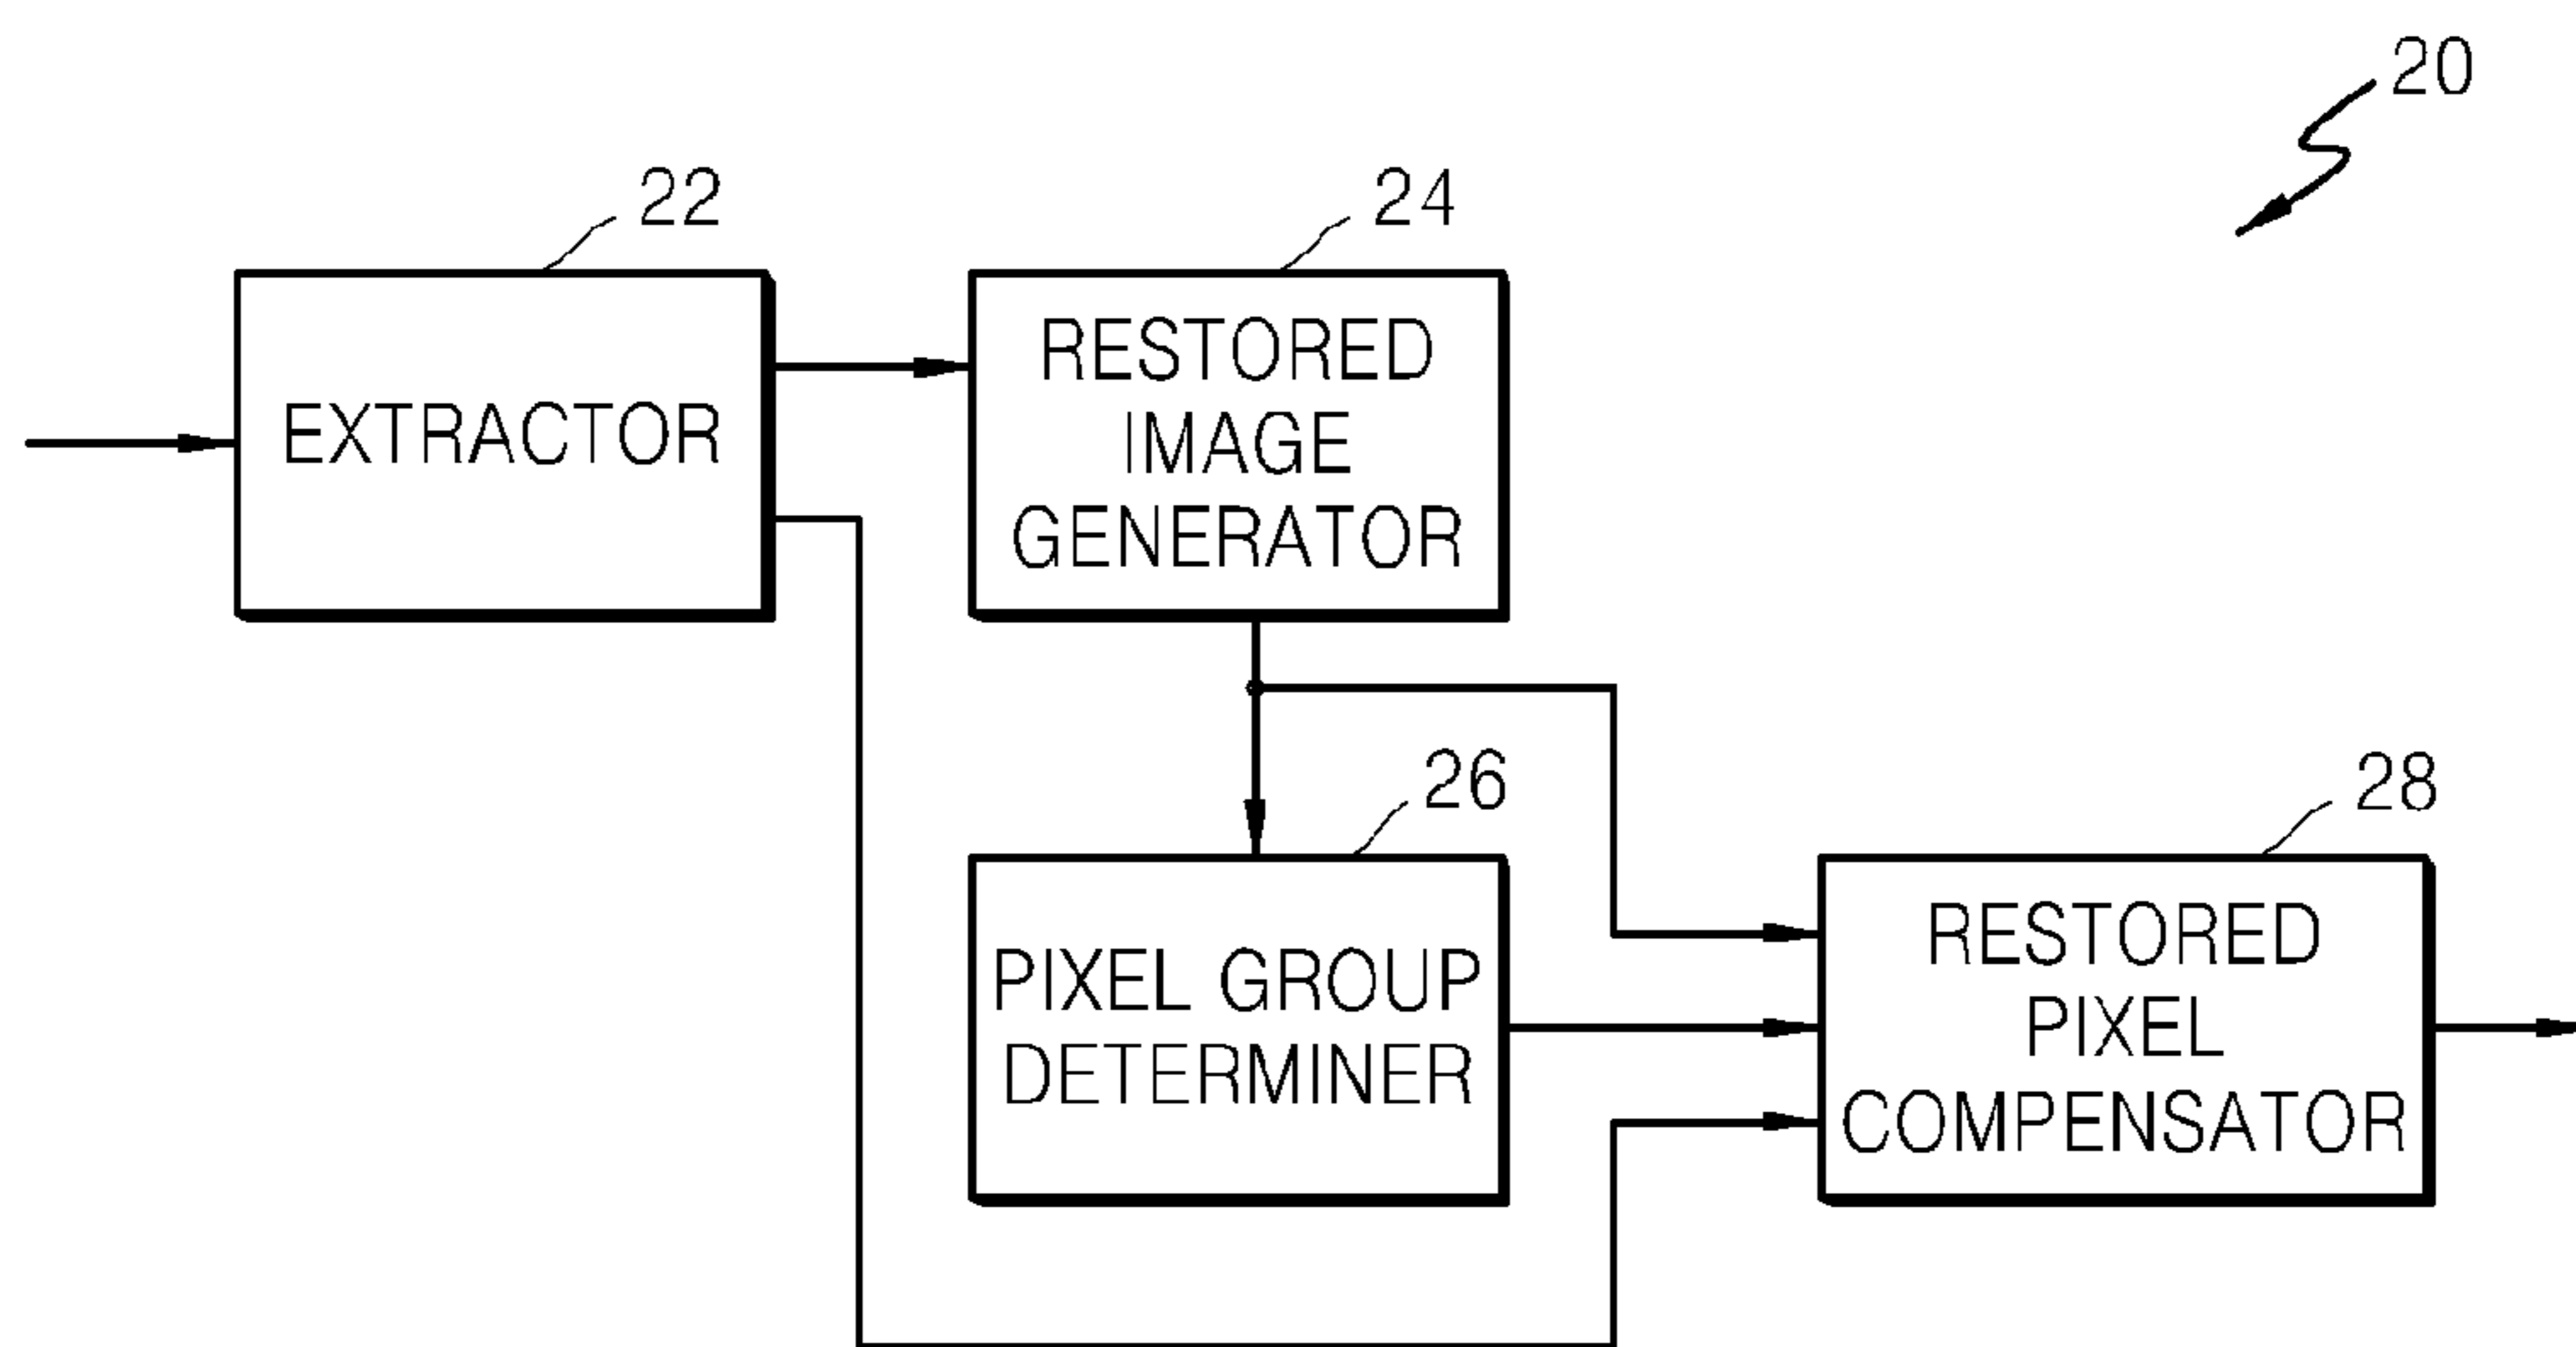 20
22
24
EXTRACTOR
RESTORED
IMAGE
GENERATOR
26
28
PIXEL GROUP
DETERMINER
RESTORED
PIXEL
COMPENSATOR